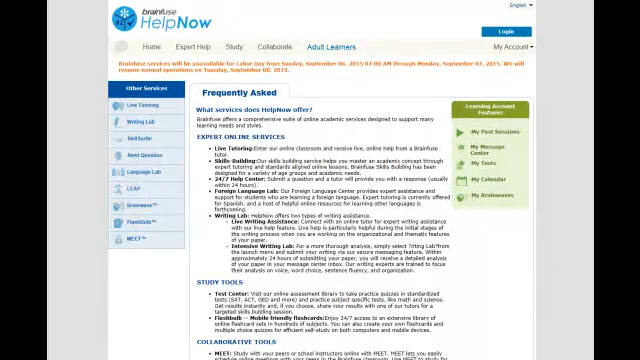 English
brainfuse
HelpNow
Login
Home Expert Help Study Collaborate Adult Learners My Account
Brainfuse services will be unavailable for Labor Day from Sunday, September 06, 2015 07:00 AM through Monday, September 07, 2015. We will
resume normal operations on Tuesday, September 08, 2015.
Other Services
Live Tutoring
Writing Lab
SkillSurfer
Send Question
Language Lab
LEAP
Brainwave™
FlashBulb™
MEET™
Frequently Asked
What services does HelpNow offer?
Brainfuse offers a comprehensive suite of online academic services designed to support many
learning needs and styles.
EXPERT ONLINE SERVICES
• Live Tutoring:Enter our online classroom and receive live, online help from a Brainfuse
tutor.
• Skills-Building:Our skills building service helps you master an academic concept through
expert tutoring and standards aligned online lessons. Brainfuse Skills Building has been
designed for a variety of age groups and academic needs.
• 24/7 Help Center: Submit a question and a tutor will provide you with a response (usually
within 24 hours).
• Foreign Language Lab: Our Foreign Language Center provides expert assistance and
support for students who are learning a foreign language. Expert tutoring is currently offered
for Spanish, and a host of helpful online resources for learning other languages is
forthcoming.
• Writing Lab: HelpNow offers two types of writing assistance.
• Live Writing Assistance: Connect with an online tutor for expert writing assistance
with our live help feature. Live help is particularly helpful during the initial stages of
the writing process when you are working on the organizational and thematic features
of your paper.
• Intensive Writing Lab: For a more thorough analysis, simply select ?Writing Lab?from
the launch menu and submit your writing via our secure messaging feature. Within
approximately 24 hours of submitting your paper, you will receive a detailed analysis
of your paper in your message center inbox. Our writing experts are trained to focus
their analysis on voice, word choice, sentence fluency, and organization.
STUDY TOOLS
• Test Center: Visit our online assessment library to take practice quizzes in standardized
tests (SAT, ACT, GED and more) and practice subject specific tests, like math and science.
Get results instantly and, if you choose, share your results with one of our tutors for a
targeted skills building session.
• Flashbulb -- Mobile friendly flashcards:Enjoy 24/7 access to an extensive library of
online flashcard sets in hundreds of subjects. You can also create your own flashcards and
multiple choice quizzes for efficient self-study on both computers and mobile devices.
COLLABORATIVE TOOLS
• MEET: Study with your peers or school instructors online with MEET. MEET lets you easily
Learning Account
Features
My Past Sessions
My Message
Center
My Tests
My Calendar
My Brainwaves